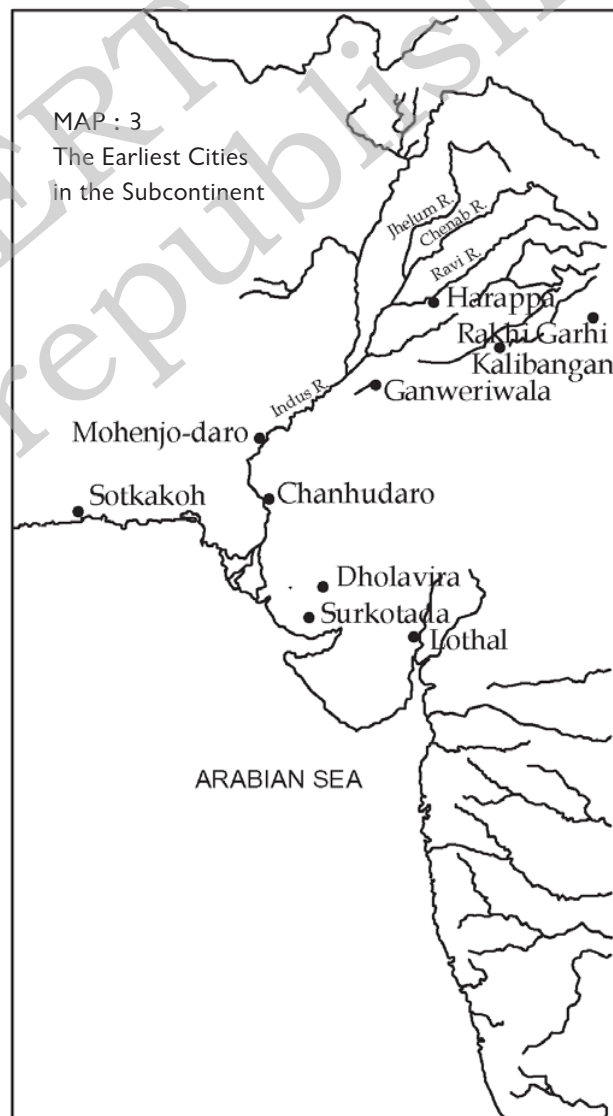 MAP : 3
The Earliest Cities
in the Subcontinent
Jhelum R.
Chenab R.
Ravi R.
Harappa
Rakhi Garhi
Kalibangan
Ganweriwala
Indus R.
Mohenjo-daro
Sotkakoh
Chanhudaro
Dholavira
Surkotada
Lothal
ARABIAN SEA
republish